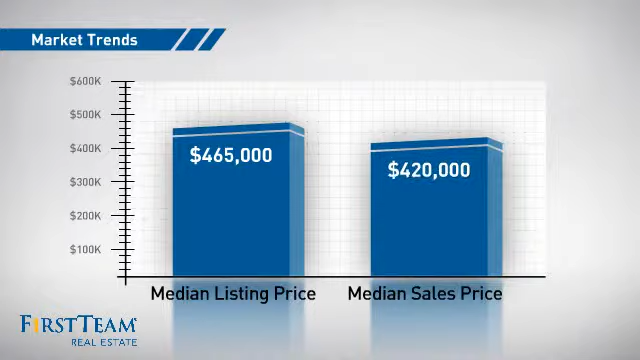 Market Trends
$600K
$500K
$400K
$300K
$200K
$100K
$465,000
$420,000
Median Listing Price
Median Sales Price
FIRSTTEAM®
REAL ESTATE